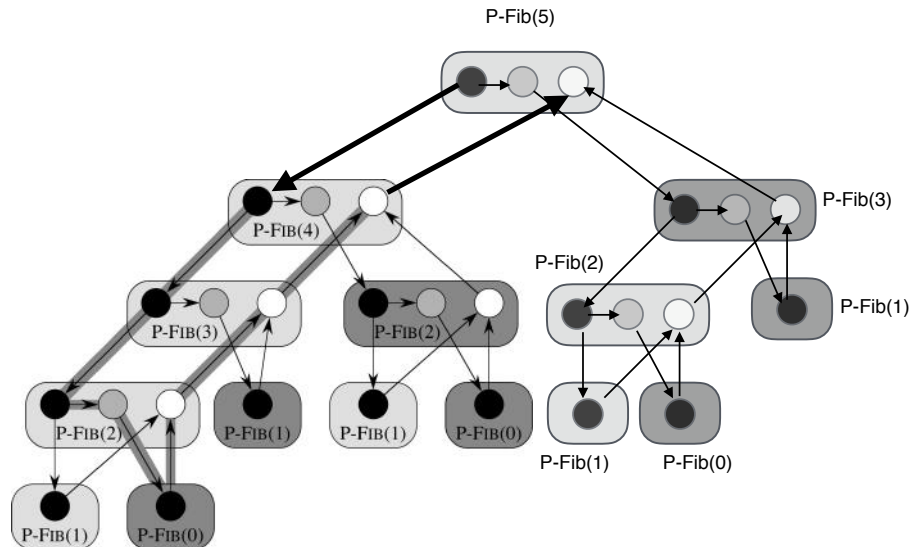 P-Fib(5)
P-FIB(4)
P-Fib(3)
P-Fib(2)
P-FIB(3)
P-FIB(2)
P-Fib(1)
P-FIB(2)
P-FIB(1)
P-FIB(1)
P-FIB(0)
P-Fib(1)
P-Fib(0)
P-FIB(1)
P-FIB(0)